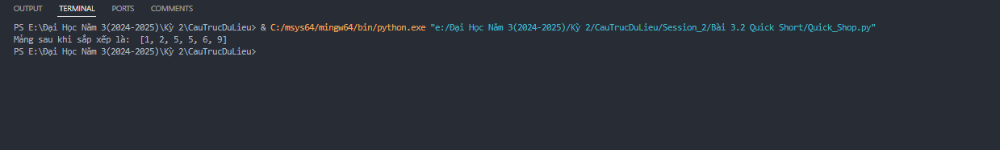 OUTPUT TERMINAL PORTS COMMENTS
PS E:\Đại Học Năm 3(2024-2025)\Kỳ 2\CauTrucDuLieu> & C:/msys64/mingw64/bin/python.exe "e:/Đại Học Năm 3(2024-2025)/Kỳ 2/CauTrucDuLieu/Session_2/Bài 3.2 Quick Short/Quick_Shop.py"
Mảng sau khi sắp xếp là:  [1, 2, 5, 5, 6, 9]
PS E:\Đại Học Năm 3(2024-2025)\Kỳ 2\CauTrucDuLieu>